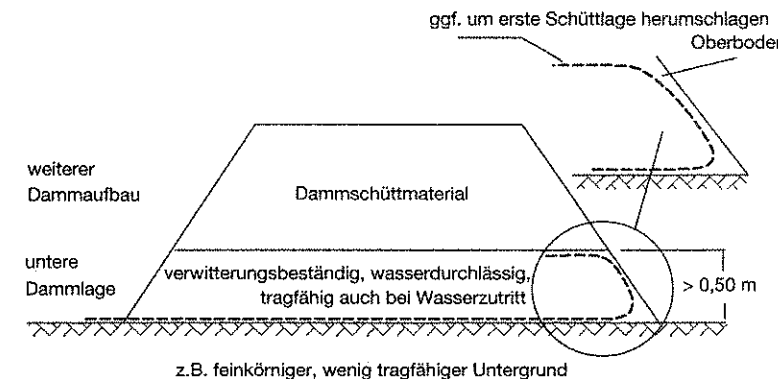 ggf. um erste Schüttlage herumschlagen
Oberboden
weiterer
Dammaufbau
Dammschüttmaterial
untere
Dammlage
verwitterungsbeständig, wasserdurchlässig,
tragfähig auch bei Wasserzutritt
> 0,50 m
z.B. feinkörniger, wenig tragfähiger Untergrund